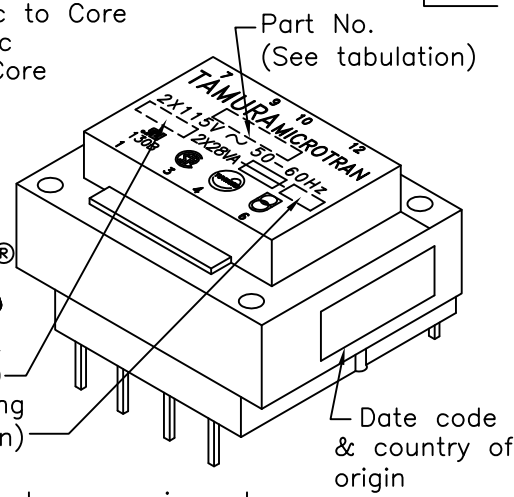 c to Core
c
Core
Part No.
(See tabulation)
7 9 10 12
TAMURA MICROTRAN
2X115V ~ 50-60Hz
130B 2X28VA
1 3 4 6
®
ng
n)
Date code
& country of
origin